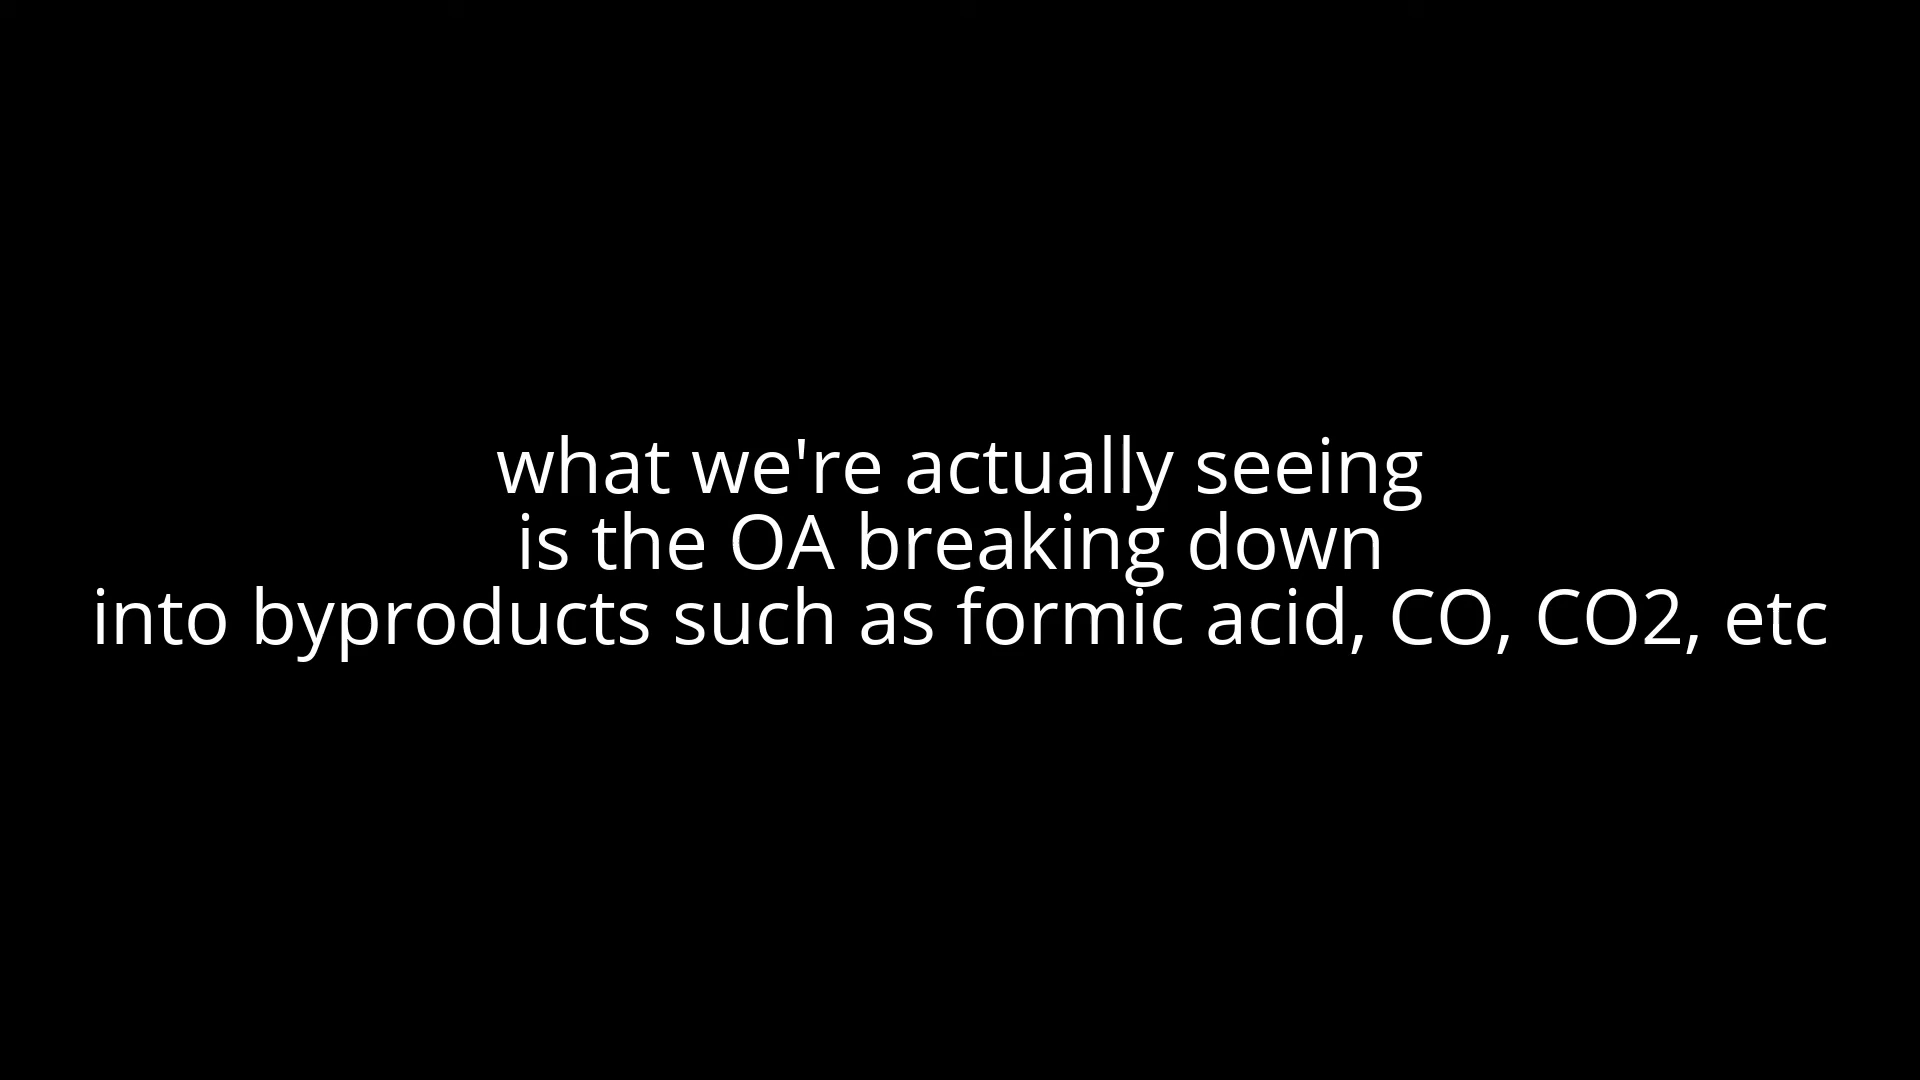 what we're actually seeing
is the OA breaking down
into byproducts such as formic acid, CO, CO2, etc